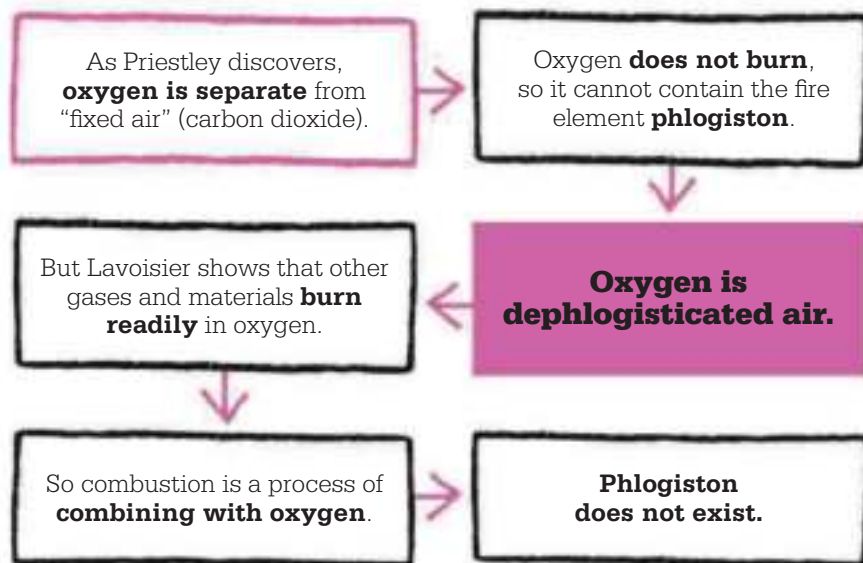 As Priestley discovers,
oxygen is separate from
“fixed air” (carbon dioxide).
Oxygen does not burn,
so it cannot contain the fire
element phlogiston.
Oxygen is
dephlogisticated air.
But Lavoisier shows that other
gases and materials burn
readily in oxygen.
So combustion is a process of
combining with oxygen.
Phlogiston
does not exist.